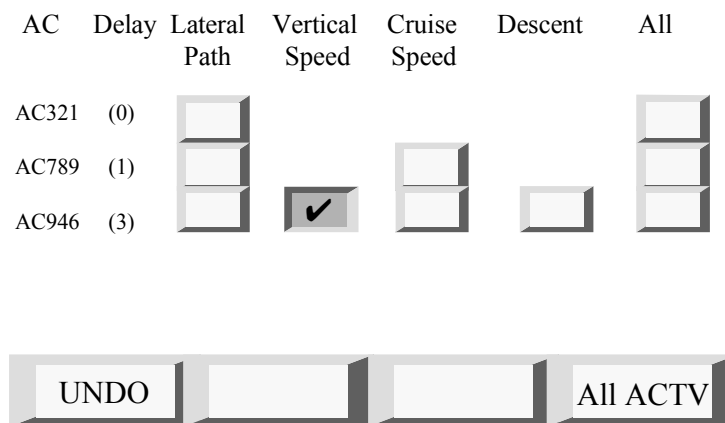 AC Delay Lateral Path Vertical Speed Cruise Speed Descent All
AC321 (0)
AC789 (1)
AC946 (3) ✔
UNDO All ACTV